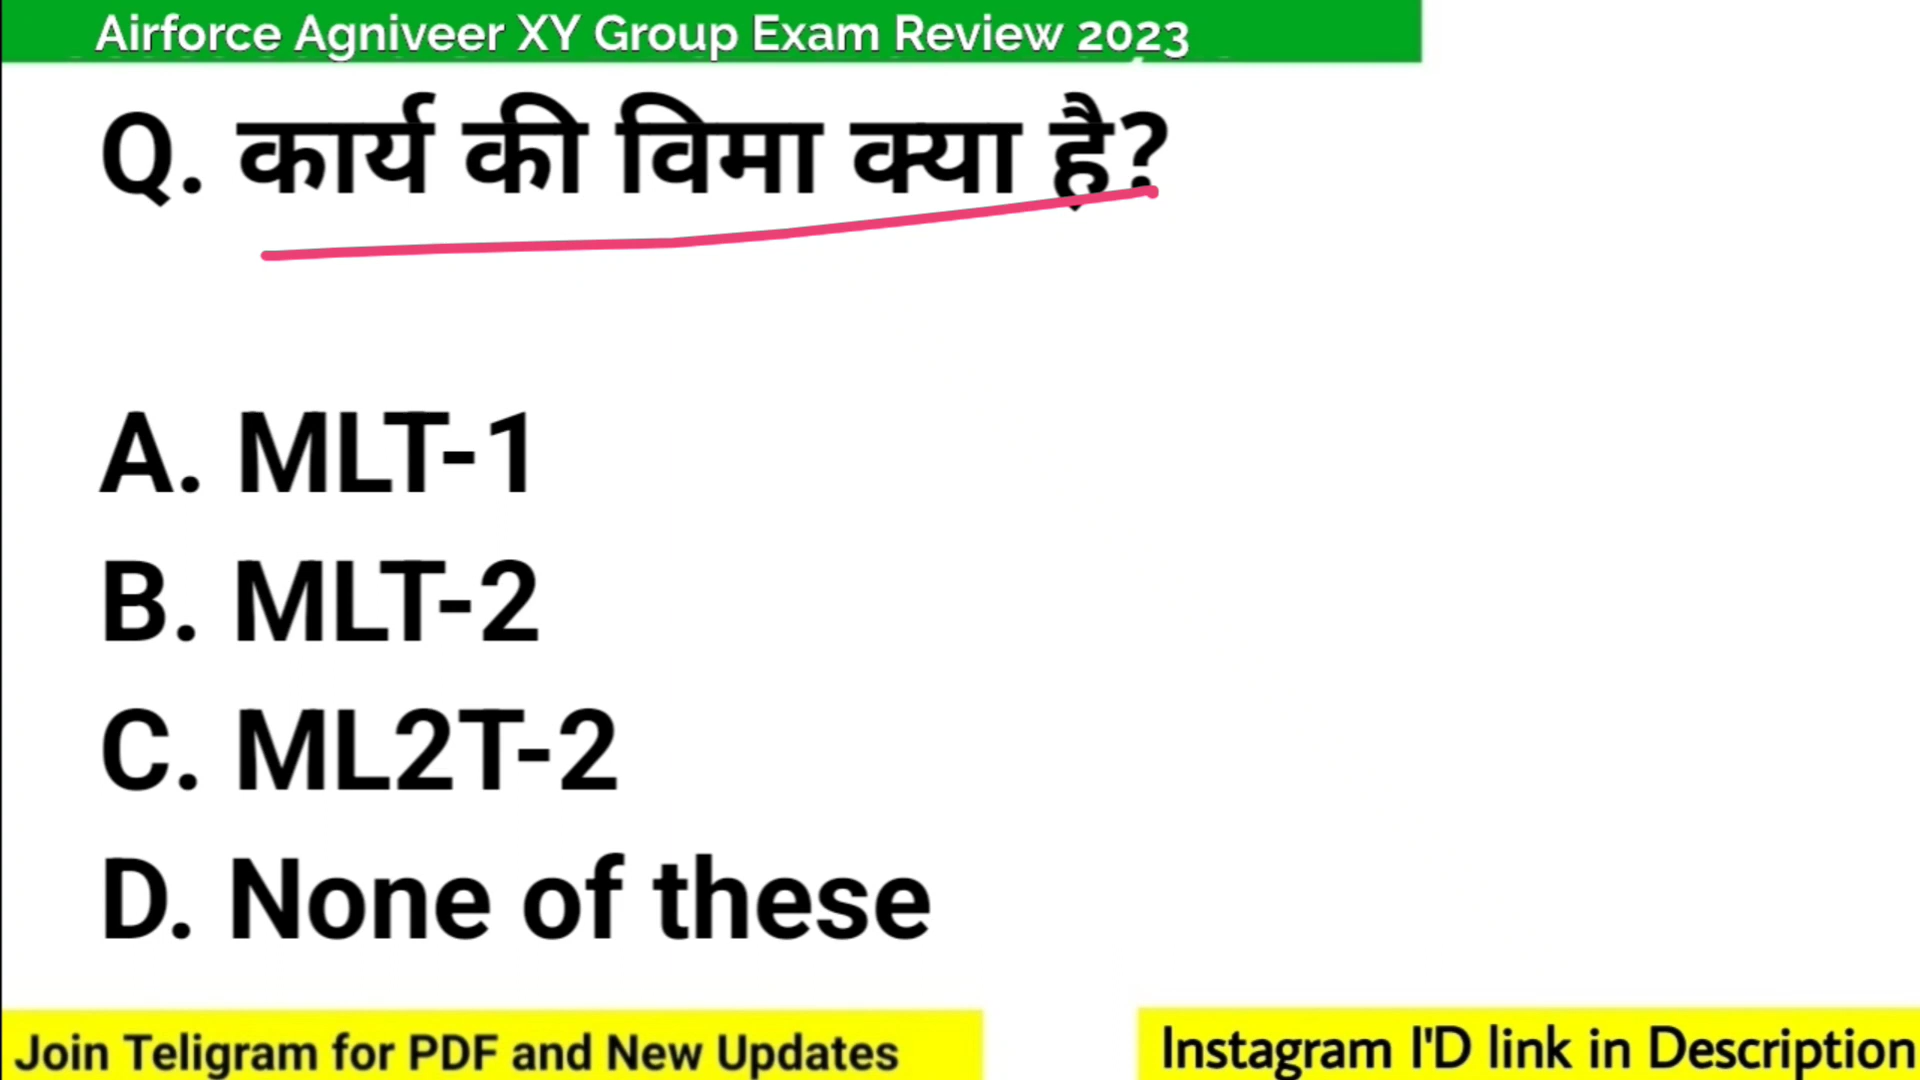 Airforce Agniveer XY Group Exam Review 2023
Q. कार्य की विमा क्या है?
A. MLT-1
B. MLT-2
C. ML2T-2
D. None of these
Join Teligram for PDF and New Updates
Instagram I'D link in Description